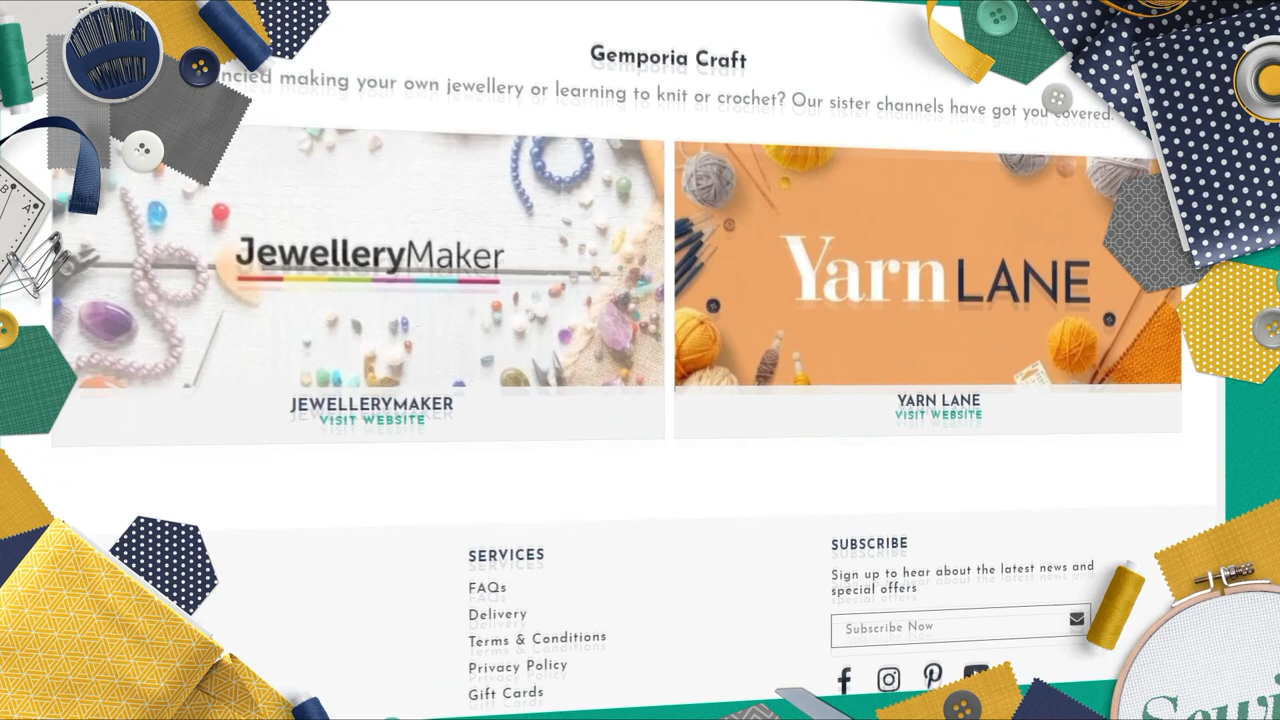 Gemporia Craft
making your own jewellery or learning to knit or crochet? Our sister channels have got you covered.
JewelleryMaker
Yarn LANE
JEWELLERYMAKER
VISIT WEBSITE
YARN LANE
VISIT WEBSITE
SERVICES
FAQs
Delivery
Terms & Conditions
Privacy Policy
Gift Cards
SUBSCRIBE
Sign up to hear about the latest news and
special offers
Subscribe Now